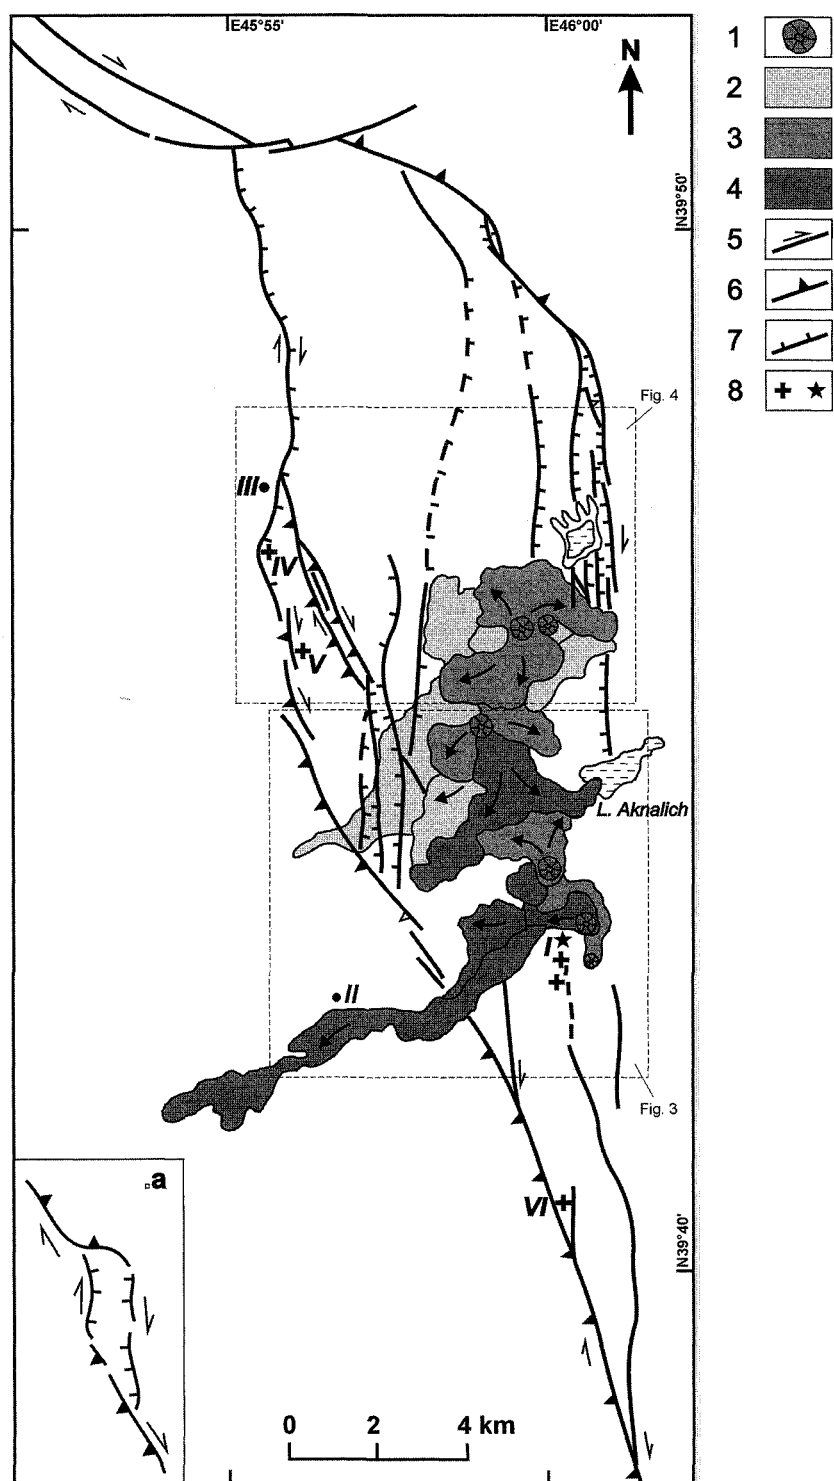 E45°55'
E46°00'
N
N39°50'
1
2
3
4
5
6
7
8
Fig. 4
III
IV
V
L. Aknalich
I
II
Fig. 3
VI
N39°40'
a
0 2 4 km